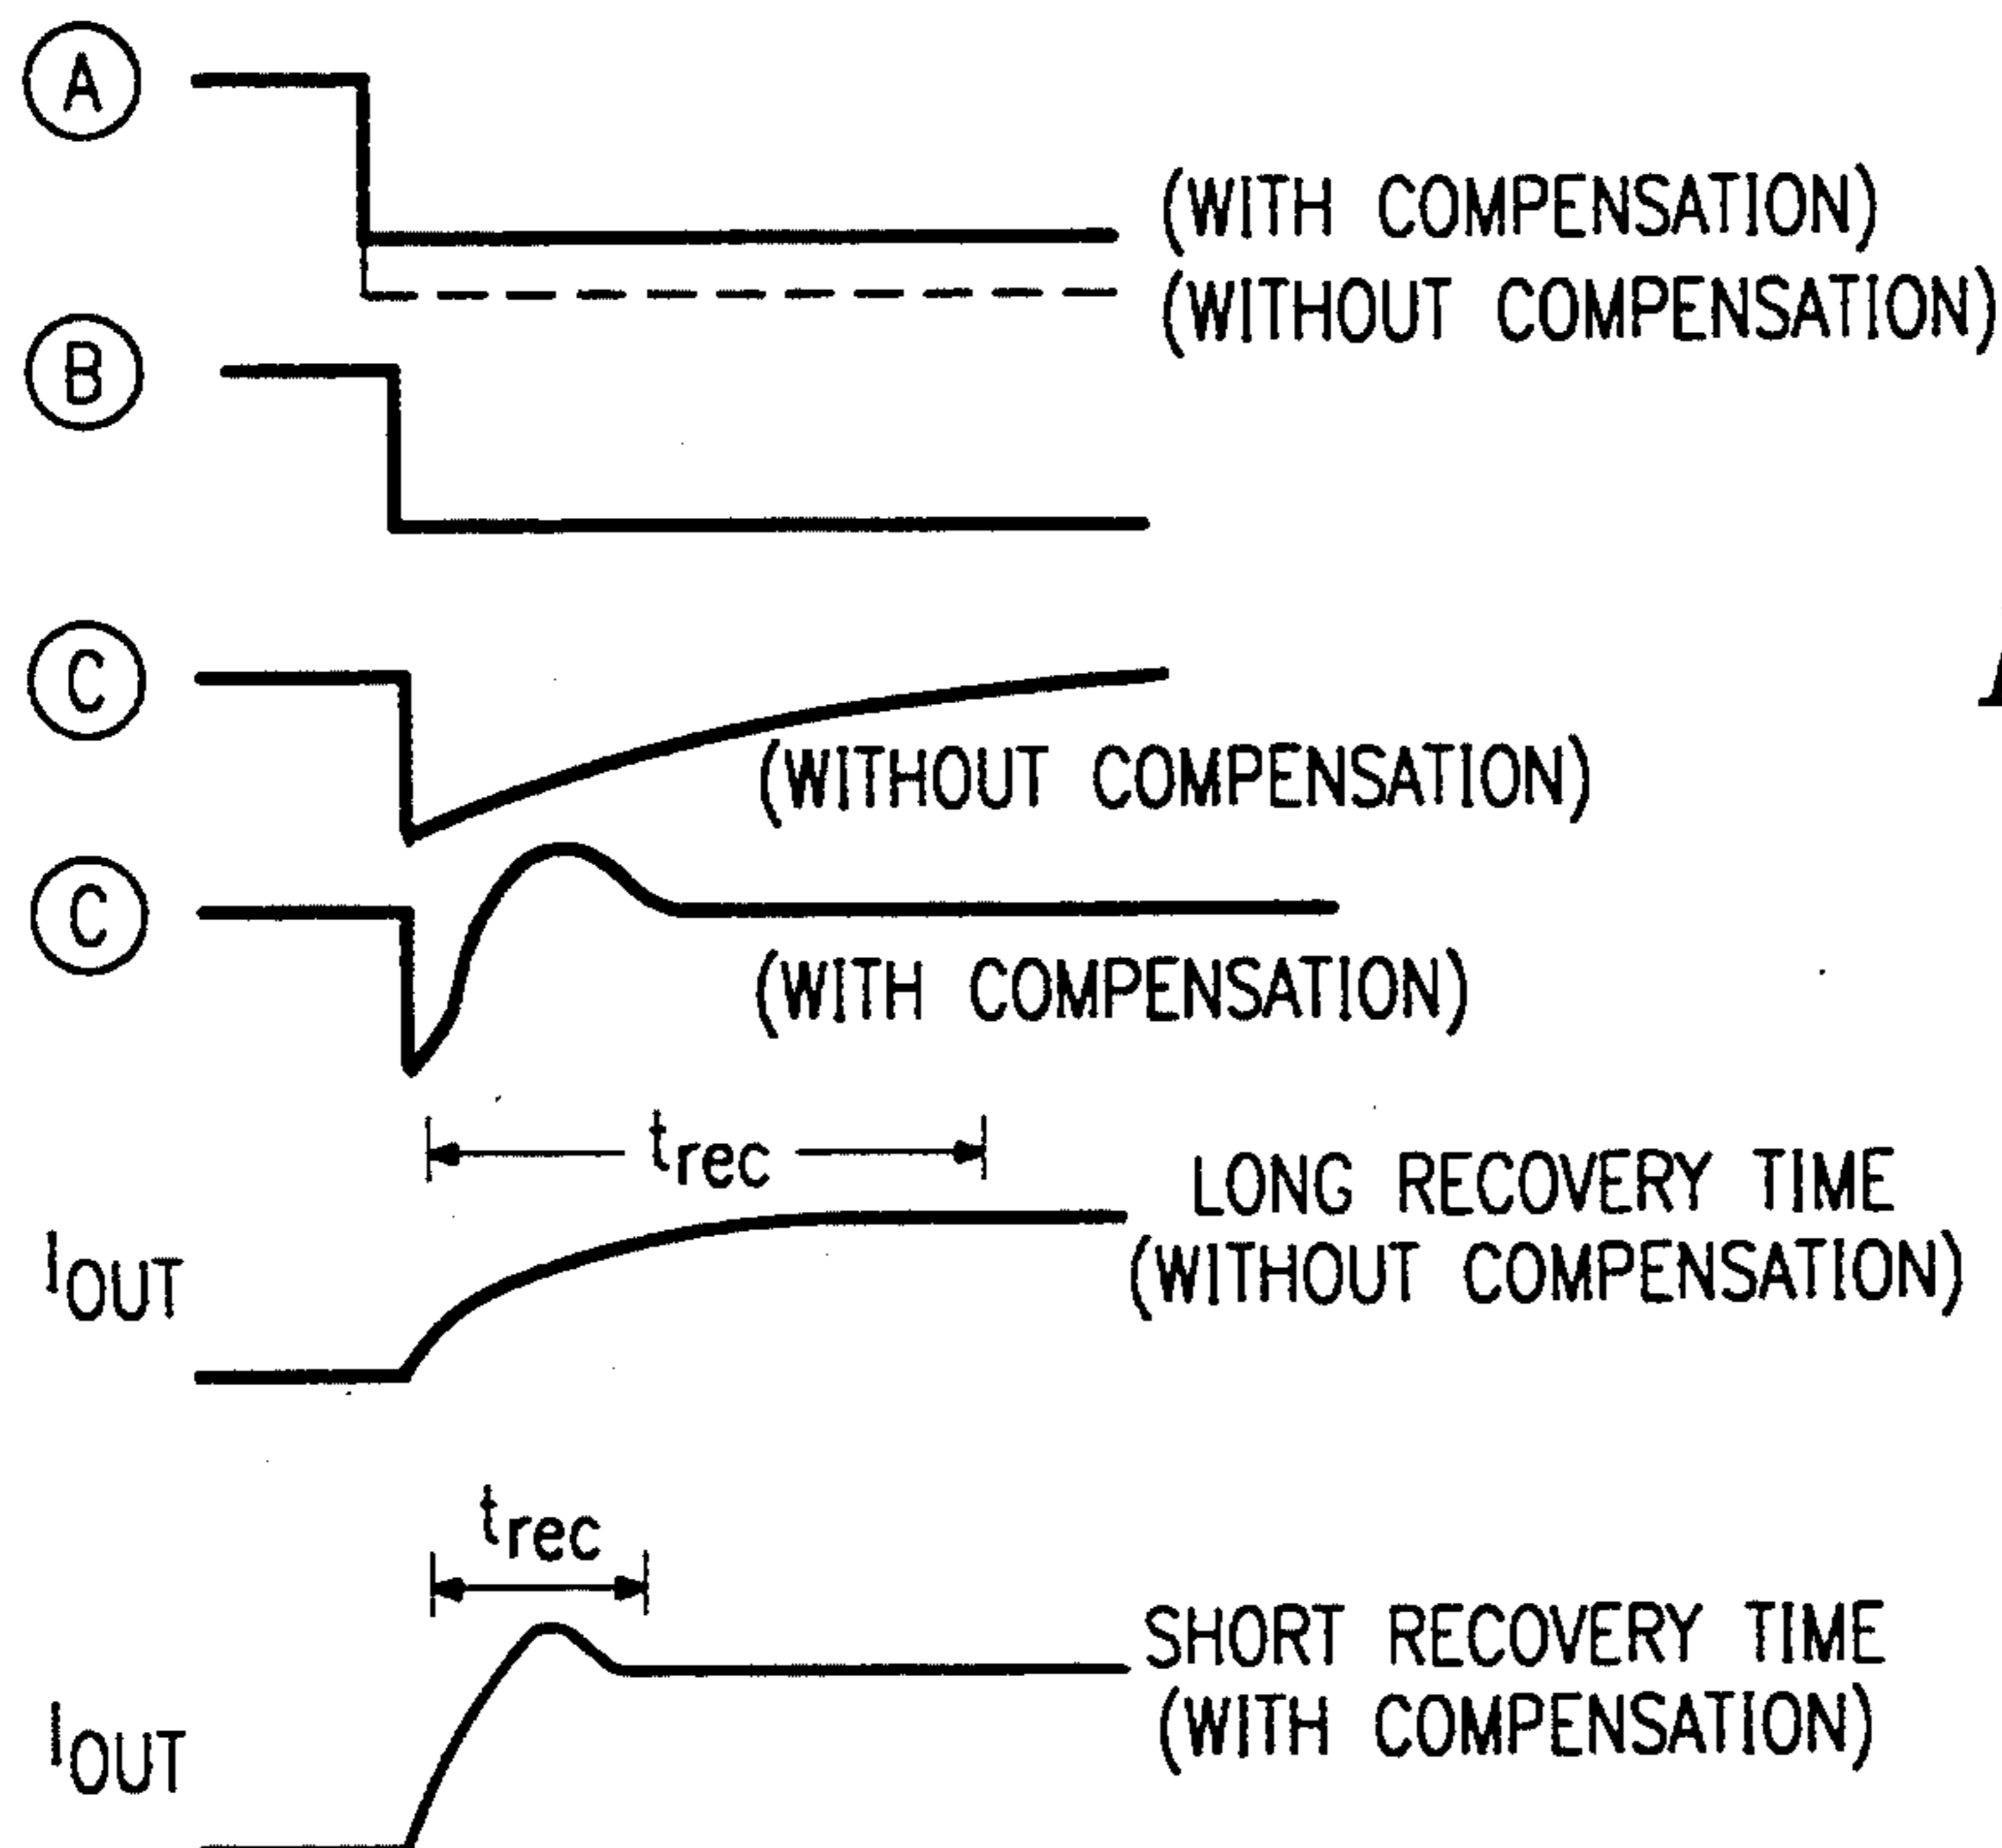 A
(WITH COMPENSATION)
(WITHOUT COMPENSATION)
B
C
(WITHOUT COMPENSATION)
C
(WITH COMPENSATION)
trec
LONG RECOVERY TIME
(WITHOUT COMPENSATION)
IOUT
trec
SHORT RECOVERY TIME
(WITH COMPENSATION)
IOUT